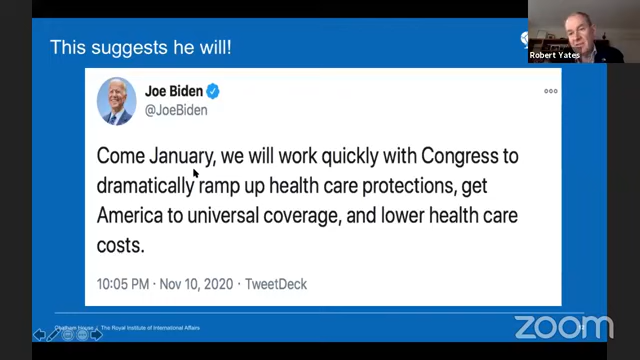 This suggests he will!
Robert Yates
Joe Biden
@JoeBiden
Come January, we will work quickly with Congress to
dramatically ramp up health care protections, get
America to universal coverage, and lower health care
costs.
10:05 PM · Nov 10, 2020 · TweetDeck
Chatham House | The Royal Institute of International Affairs
zoom